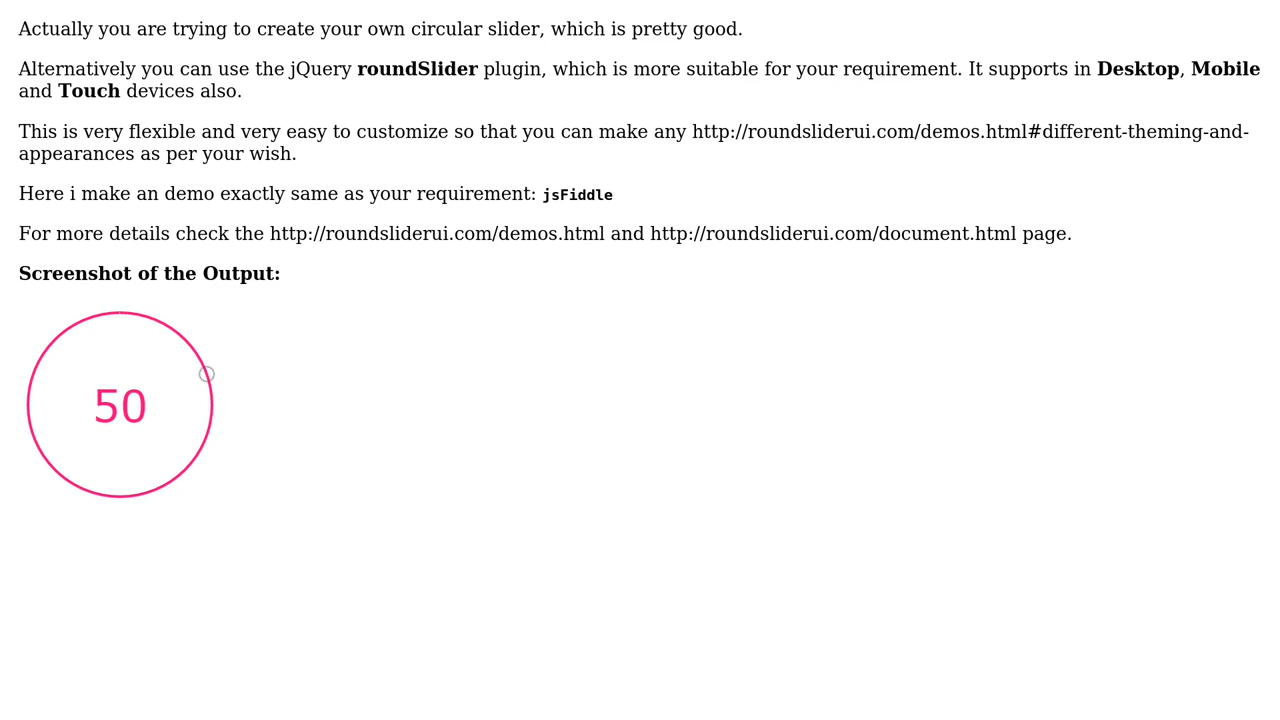 Actually you are trying to create your own circular slider, which is pretty good.
Alternatively you can use the jQuery roundSlider plugin, which is more suitable for your requirement. It supports in Desktop, Mobile
and Touch devices also.
This is very flexible and very easy to customize so that you can make any http://roundsliderui.com/demos.html#different-theming-and-
appearances as per your wish.
Here i make an demo exactly same as your requirement: jsFiddle
For more details check the http://roundsliderui.com/demos.html and http://roundsliderui.com/document.html page.
Screenshot of the Output:
50